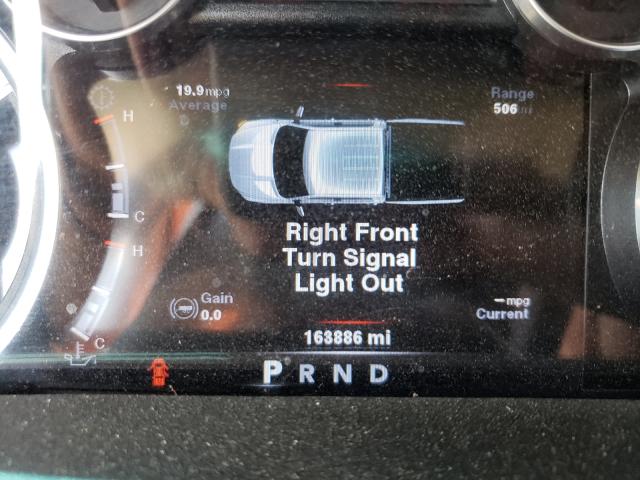 19.9 mpg
Average
Range
506 mi
H
C
H
C
Right Front
Turn Signal
Light Out
Gain
0.0
– mpg
Current
163886 mi
P R N D